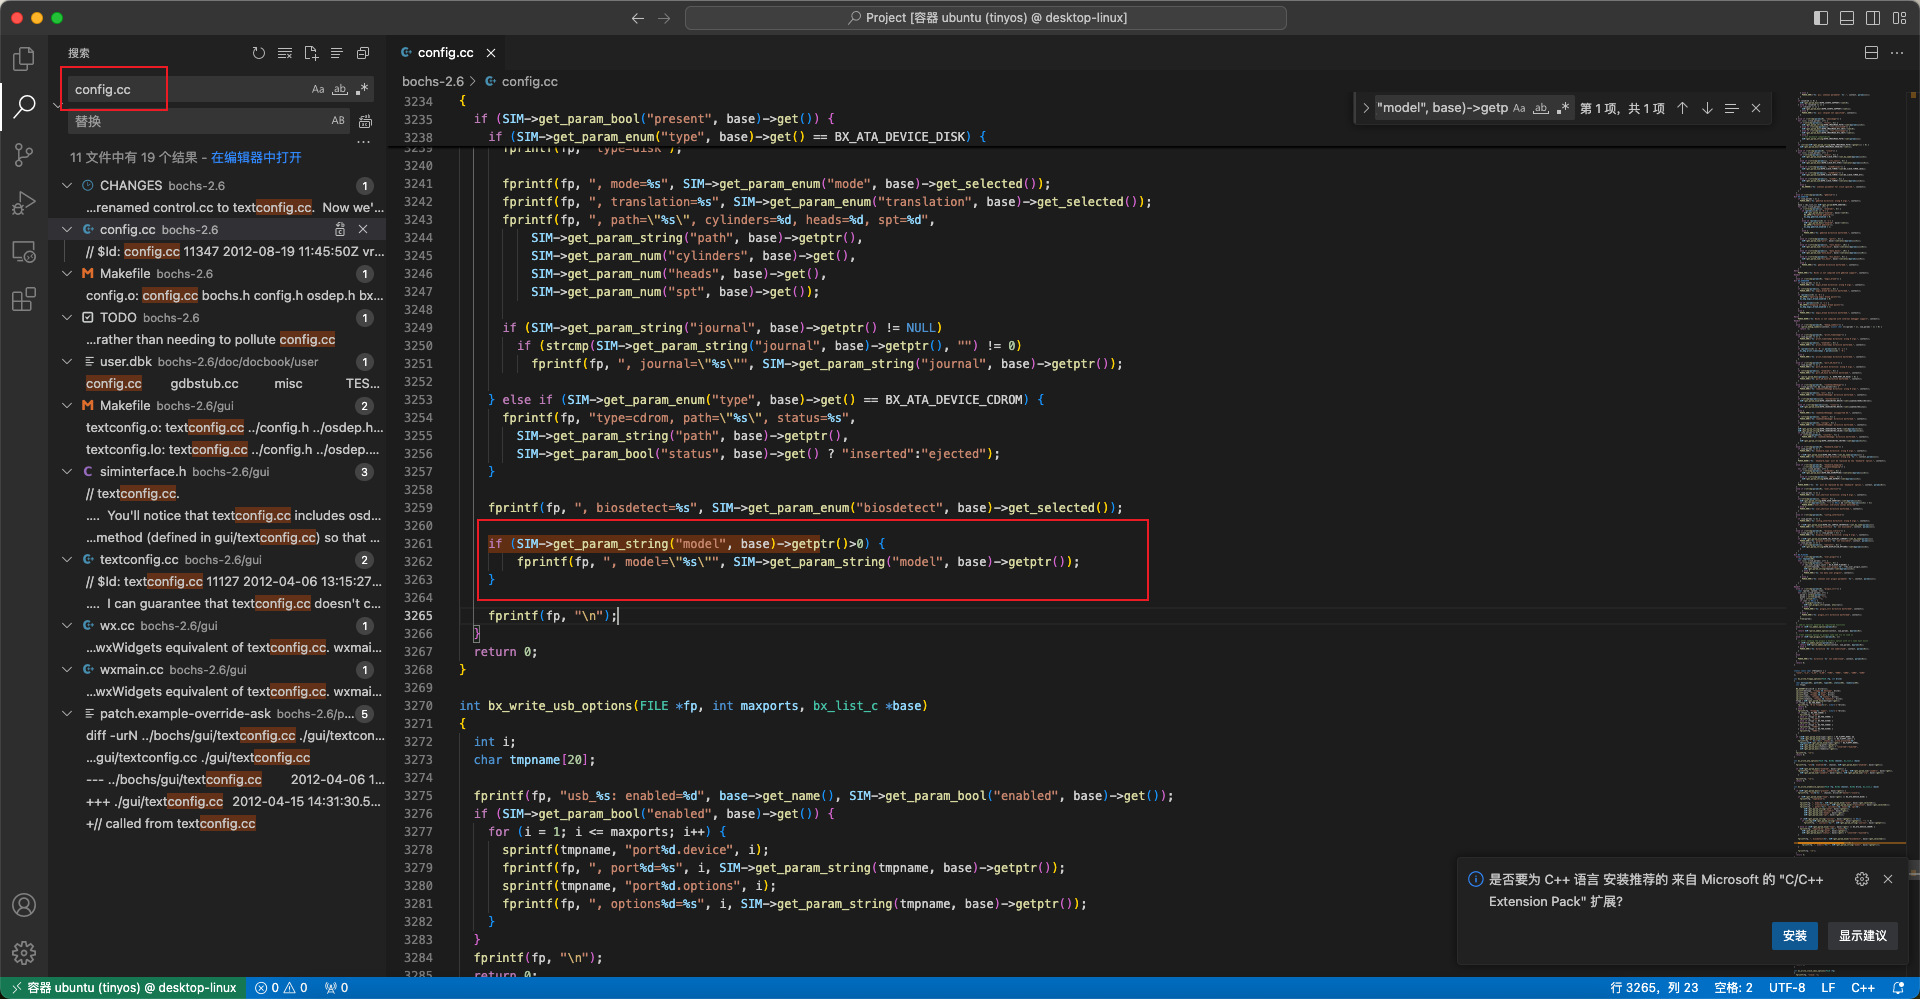 Project [容器 ubuntu (tinyos) @ desktop-linux]
搜索
config.cc
Aa ab .*
替换
AB
11 文件中有 19 个结果 - 在编辑器中打开
CHANGES bochs-2.6 1
...renamed control.cc to textconfig.cc. Now we'...
config.cc bochs-2.6
// $Id: config.cc 11347 2012-08-19 11:45:50Z vr...
Makefile bochs-2.6 1
config.o: config.cc bochs.h config.h osdep.h bx...
TODO bochs-2.6 1
...rather than needing to pollute config.cc
user.dbk bochs-2.6/doc/docbook/user 1
config.cc gdbstub.cc misc TES...
Makefile bochs-2.6/gui 2
textconfig.o: textconfig.cc ../config.h ../osdep.h...
textconfig.lo: textconfig.cc ../config.h ../osdep....
siminterface.h bochs-2.6/gui 3
// textconfig.cc.
.... You'll notice that textconfig.cc includes osd...
...method (defined in gui/textconfig.cc) so that ...
textconfig.cc bochs-2.6/gui 2
// $Id: textconfig.cc 11127 2012-04-06 13:15:27...
.... I can guarantee that textconfig.cc doesn't c...
wx.cc bochs-2.6/gui 1
...wxWidgets equivalent of textconfig.cc. wxmai...
wxmain.cc bochs-2.6/gui 1
...wxWidgets equivalent of textconfig.cc. wxmai...
patch.example-override-ask bochs-2.6/p... 5
diff -urN ../bochs/gui/textconfig.cc ./gui/textcon...
...gui/textconfig.cc ./gui/textconfig.cc
--- ../bochs/gui/textconfig.cc 2012-04-06 1...
+++ ./gui/textconfig.cc 2012-04-15 14:31:30.5...
+// called from textconfig.cc
config.cc
bochs-2.6 > config.cc
"model", base)->getp Aa ab .* 第 1 项, 共 1 项
3234 {
3235 if (SIM->get_param_bool("present", base)->get()) {
3238 if (SIM->get_param_enum("type", base)->get() == BX_ATA_DEVICE_DISK) {
3239 fprintf(fp, "type=disk");
3240
3241 fprintf(fp, ", mode=%s", SIM->get_param_enum("mode", base)->get_selected());
3242 fprintf(fp, ", translation=%s", SIM->get_param_enum("translation", base)->get_selected());
3243 fprintf(fp, ", path=\"%s\", cylinders=%d, heads=%d, spt=%d",
3244 SIM->get_param_string("path", base)->getptr(),
3245 SIM->get_param_num("cylinders", base)->get(),
3246 SIM->get_param_num("heads", base)->get(),
3247 SIM->get_param_num("spt", base)->get());
3248
3249 if (SIM->get_param_string("journal", base)->getptr() != NULL)
3250 if (strcmp(SIM->get_param_string("journal", base)->getptr(), "") != 0)
3251 fprintf(fp, ", journal=\"%s\"", SIM->get_param_string("journal", base)->getptr());
3252
3253 } else if (SIM->get_param_enum("type", base)->get() == BX_ATA_DEVICE_CDROM) {
3254 fprintf(fp, "type=cdrom, path=\"%s\", status=%s",
3255 SIM->get_param_string("path", base)->getptr(),
3256 SIM->get_param_bool("status", base)->get() ? "inserted":"ejected");
3257 }
3258
3259 fprintf(fp, ", biosdetect=%s", SIM->get_param_enum("biosdetect", base)->get_selected());
3260
3261 if (SIM->get_param_string("model", base)->getptr()>0) {
3262 fprintf(fp, ", model=\"%s\"", SIM->get_param_string("model", base)->getptr());
3263 }
3264
3265 fprintf(fp, "\n");
3266 }
3267 return 0;
3268 }
3269
3270 int bx_write_usb_options(FILE *fp, int maxports, bx_list_c *base)
3271 {
3272 int i;
3273 char tmpname[20];
3274
3275 fprintf(fp, "usb_%s: enabled=%d", base->get_name(), SIM->get_param_bool("enabled", base)->get());
3276 if (SIM->get_param_bool("enabled", base)->get()) {
3277 for (i = 1; i <= maxports; i++) {
3278 sprintf(tmpname, "port%d.device", i);
3279 fprintf(fp, ", port%d=%s", i, SIM->get_param_string(tmpname, base)->getptr());
3280 sprintf(tmpname, "port%d.options", i);
3281 fprintf(fp, ", options%d=%s", i, SIM->get_param_string(tmpname, base)->getptr());
3282 }
3283 }
3284 fprintf(fp, "\n");
3285 return 0;
是否要为 C++ 语言 安装推荐的 来自 Microsoft 的 "C/C++
Extension Pack" 扩展?
安装 显示建议
容器 ubuntu (tinyos) @ desktop-linux 0 0 0 行 3265, 列 23 空格: 2 UTF-8 LF C++